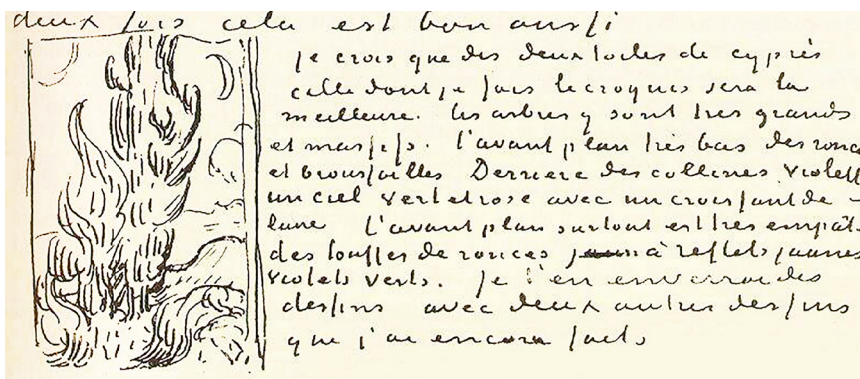 deux fois cela est bon aussi
je crois que des deux toiles de cyprès
celle dont je fais le croquis sera la
meilleure. les arbres y sont très grands
et massifs. l'avant plan très bas des ronces
et broussailles Derrière des collines violettes
un ciel vert et rose avec un croissant de -
lune l'avant plan surtout est très empâté
des touffes de ronces à reflets jaunes
violets verts. Je t'en enverrai des
dessins avec deux autres dessins
que j'ai encore faits